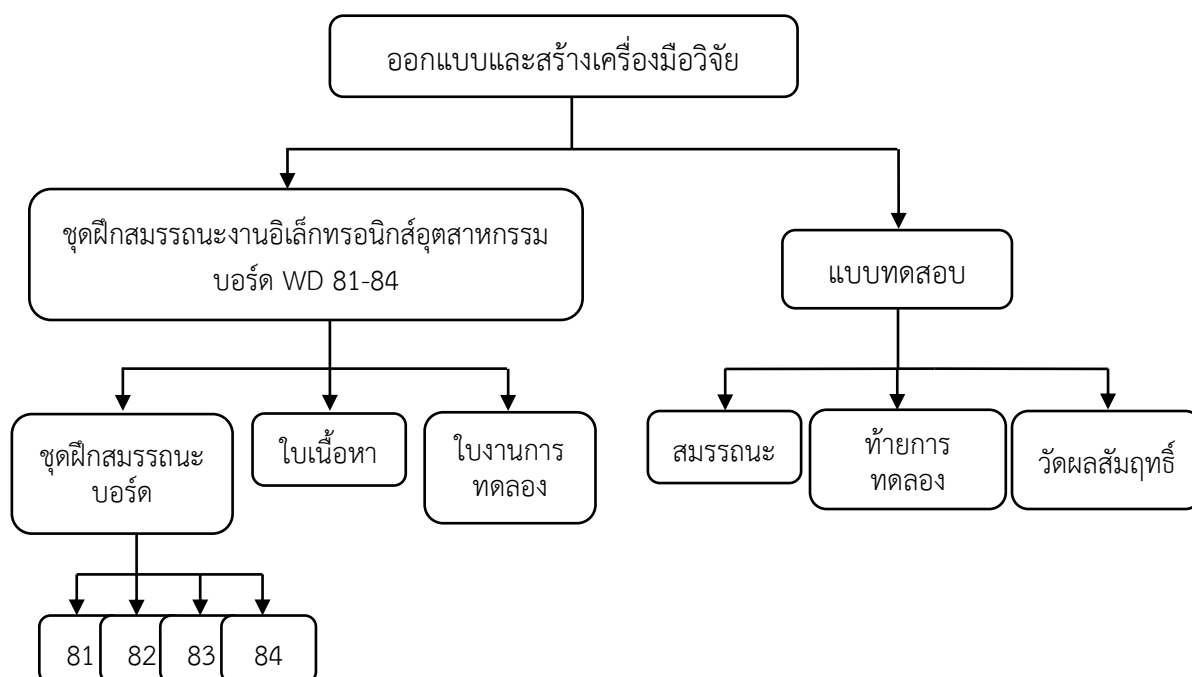 ออกแบบและสร้างเครื่องมือวิจัย
ชุดฝึกสมรรถนะงานอิเล็กทรอนิกส์อุตสาหกรรม
บอร์ด WD 81-84
แบบทดสอบ
ชุดฝึกสมรรถนะ
บอร์ด
ใบเนื้อหา
ใบงานการ
ทดลอง
สมรรถนะ
ท้ายการ
ทดลอง
วัดผลสัมฤทธิ์
81
82
83
84